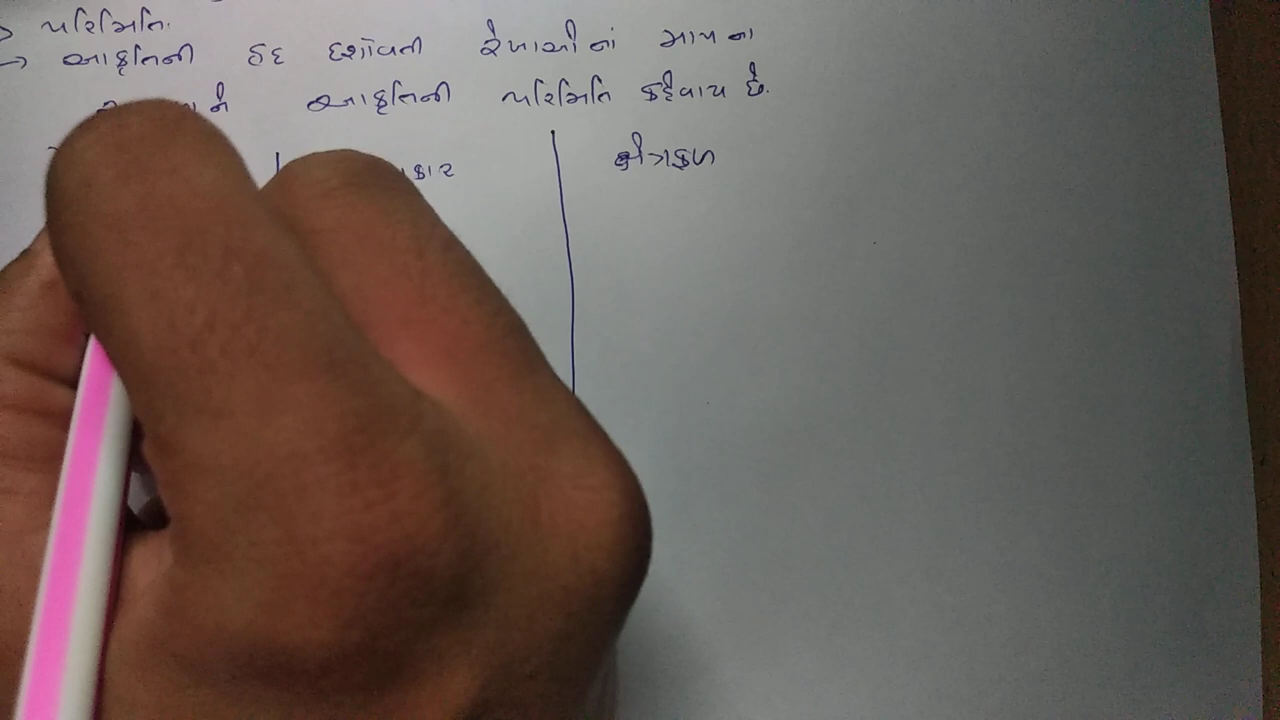 પરિમિતિ.
→ આકૃતિની હદ દર્શાવતી રેખાઓનાં માપના
આકૃતિની પરિમિતિ કહેવાય છે.
ક્ષેત્રફળ